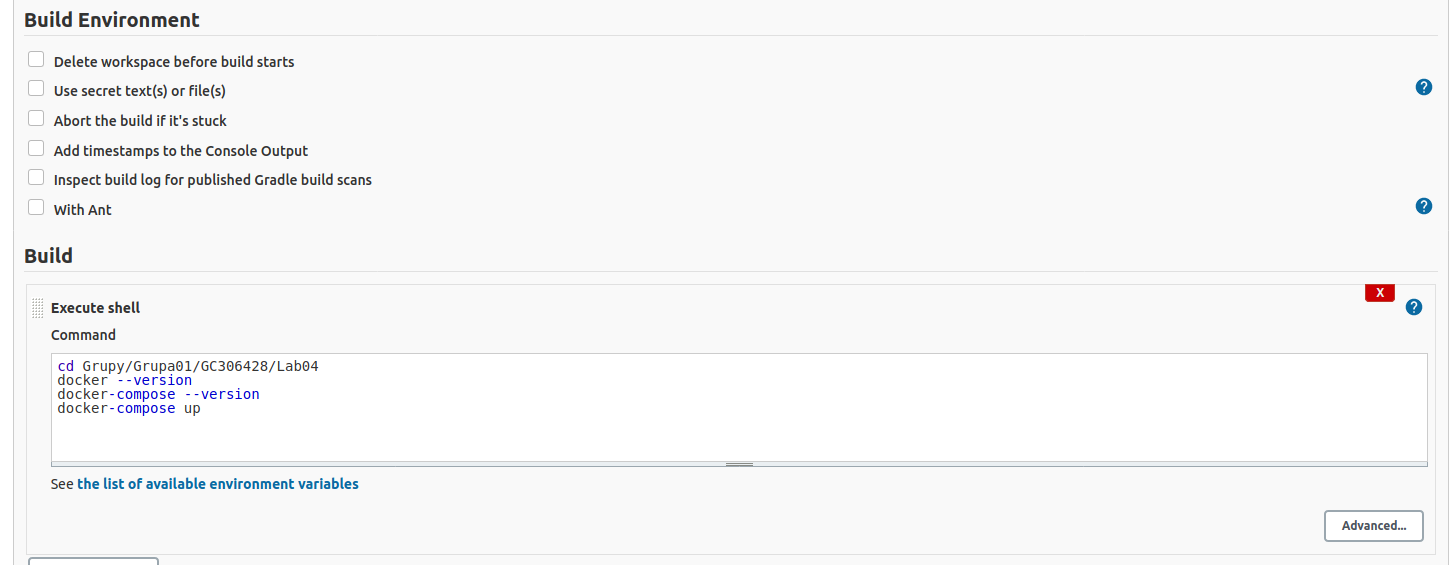 Build Environment
Delete workspace before build starts
Use secret text(s) or file(s)
?
Abort the build if it's stuck
Add timestamps to the Console Output
Inspect build log for published Gradle build scans
With Ant
?
Build
X
Execute shell
?
Command
cd Grupy/Grupa01/GC306428/Lab04
docker --version
docker-compose --version
docker-compose up
See the list of available environment variables
Advanced...